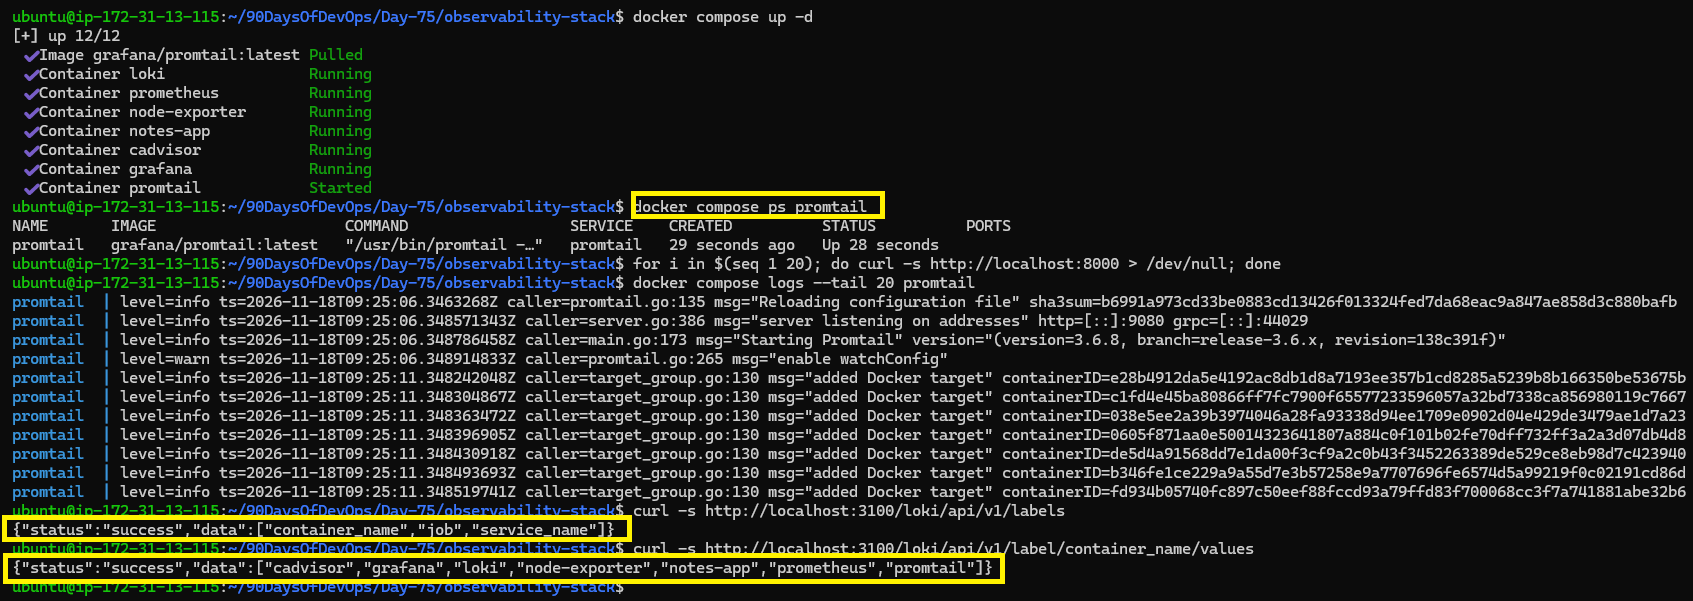 ubuntu@ip-172-31-13-115:~/90DaysOfDevOps/Day-75/observability-stack$ docker compose up -d
[+] up 12/12
✔Image grafana/promtail:latest Pulled
✔Container loki Running
✔Container prometheus Running
✔Container node-exporter Running
✔Container notes-app Running
✔Container cadvisor Running
✔Container grafana Running
✔Container promtail Started
ubuntu@ip-172-31-13-115:~/90DaysOfDevOps/Day-75/observability-stack$ docker compose ps promtail
NAME IMAGE COMMAND SERVICE CREATED STATUS PORTS
promtail grafana/promtail:latest "/usr/bin/promtail -…" promtail 29 seconds ago Up 28 seconds
ubuntu@ip-172-31-13-115:~/90DaysOfDevOps/Day-75/observability-stack$ for i in $(seq 1 20); do curl -s http://localhost:8000 > /dev/null; done
ubuntu@ip-172-31-13-115:~/90DaysOfDevOps/Day-75/observability-stack$ docker compose logs --tail 20 promtail
promtail | level=info ts=2026-11-18T09:25:06.3463268Z caller=promtail.go:135 msg="Reloading configuration file" sha3sum=b6991a973cd33be0883cd13426f013324fed7da68eac9a847ae858d3c880bafb
promtail | level=info ts=2026-11-18T09:25:06.348571343Z caller=server.go:386 msg="server listening on addresses" http=[::]:9080 grpc=[::]:44029
promtail | level=info ts=2026-11-18T09:25:06.348786458Z caller=main.go:173 msg="Starting Promtail" version="(version=3.6.8, branch=release-3.6.x, revision=138c391f)"
promtail | level=warn ts=2026-11-18T09:25:06.348914833Z caller=promtail.go:265 msg="enable watchConfig"
promtail | level=info ts=2026-11-18T09:25:11.348242048Z caller=target_group.go:130 msg="added Docker target" containerID=e28b4912da5e4192ac8db1d8a7193ee357b1cd8285a5239b8b166350be53675b
promtail | level=info ts=2026-11-18T09:25:11.348304867Z caller=target_group.go:130 msg="added Docker target" containerID=c1fd4e45ba80866ff7fc7900f65577233596057a32bd7338ca856980119c7667
promtail | level=info ts=2026-11-18T09:25:11.348363472Z caller=target_group.go:130 msg="added Docker target" containerID=038e5ee2a39b3974046a28fa93338d94ee1709e0902d04e429de3479ae1d7a23
promtail | level=info ts=2026-11-18T09:25:11.348396905Z caller=target_group.go:130 msg="added Docker target" containerID=0605f871aa0e50014323641807a884c0f101b02fe70dff732ff3a2a3d07db4d8
promtail | level=info ts=2026-11-18T09:25:11.348430918Z caller=target_group.go:130 msg="added Docker target" containerID=de5d4a91568dd7e1da00f3cf9a2c0b43f3452263389de529ce8eb98d7c423940
promtail | level=info ts=2026-11-18T09:25:11.348493693Z caller=target_group.go:130 msg="added Docker target" containerID=b346fe1ce229a9a55d7e3b57258e9a7707696fe6574d5a99219f0c02191cd86d
promtail | level=info ts=2026-11-18T09:25:11.348519741Z caller=target_group.go:130 msg="added Docker target" containerID=fd934b05740fc897c50eef88fccd93a79ffd83f700068cc3f7a741881abe32b6
ubuntu@ip-172-31-13-115:~/90DaysOfDevOps/Day-75/observability-stack$ curl -s http://localhost:3100/loki/api/v1/labels
{"status":"success","data":["container_name","job","service_name"]}
ubuntu@ip-172-31-13-115:~/90DaysOfDevOps/Day-75/observability-stack$ curl -s http://localhost:3100/loki/api/v1/label/container_name/values
{"status":"success","data":["cadvisor","grafana","loki","node-exporter","notes-app","prometheus","promtail"]}
ubuntu@ip-172-31-13-115:~/90DaysOfDevOps/Day-75/observability-stack$